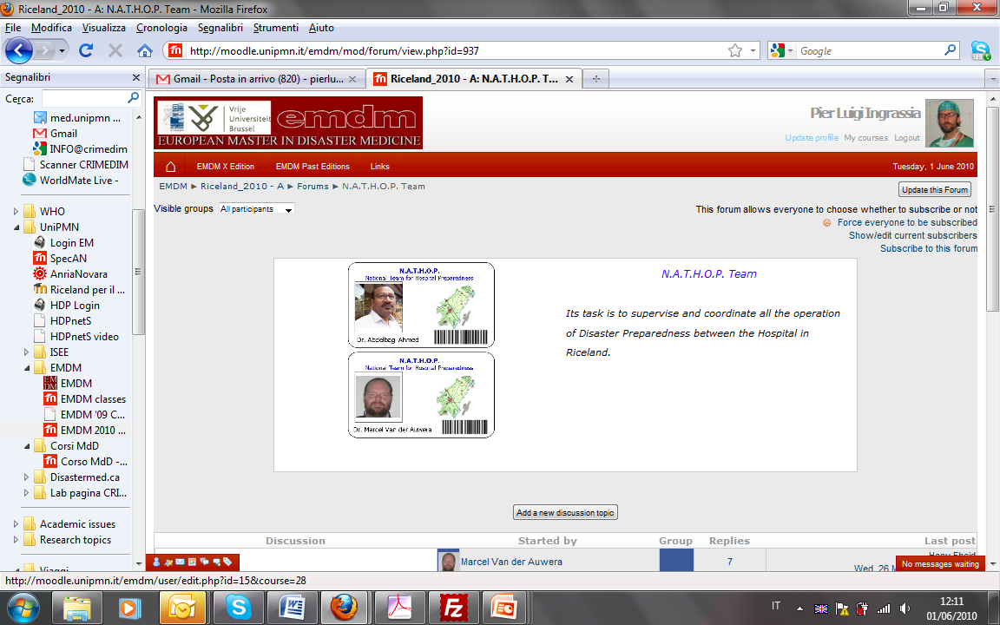 Riceland_2010 - A: N.A.T.H.O.P. Team - Mozilla Firefox
File Modifica Visualizza Cronologia Segnalibri Strumenti Aiuto
http://moodle.unipmn.it/emdm/mod/forum/view.php?id=937
Google
Segnalibri
Gmail - Posta in arrivo (820) - pierlu...
Riceland_2010 - A: N.A.T.H.O.P. T...
Cerca:
med.unipmn ...
Gmail
INFO@crimedim
Scanner CRIMEDIM
WorldMate Live -
WHO
UniPMN
Login EM
SpecAN
AnriaNovara
Riceland per il ...
HDP Login
HDPnetS
HDPnetS video
ISEE
EMDM
EMDM
EMDM classes
EMDM '09 C...
EMDM 2010 ...
Corsi MdD
Corso MdD -...
Disastermed.ca
Lab pagina CRI...
Academic issues
Research topics
Viaggi
Vrije
Universiteit
Brussel
emdm
EUROPEAN MASTER IN DISASTER MEDICINE
Pier Luigi Ingrassia
Update profile My courses Logout
EMDM X Edition EMDM Past Editions Links
Tuesday, 1 June 2010
EMDM ► Riceland_2010 - A ► Forums ► N.A.T.H.O.P. Team
Update this Forum
Visible groups All participants
This forum allows everyone to choose whether to subscribe or not
Force everyone to be subscribed
Show/edit current subscribers
Subscribe to this forum
N.A.T.H.O.P.
National Team for Hospital Preparedness
Dr. Abdelbag Ahmed
N.A.T.H.O.P.
National Team for Hospital Preparedness
Dr. Marcel Van der Auwera
N.A.T.H.O.P. Team
Its task is to supervise and coordinate all the operation
of Disaster Preparedness between the Hospital in
Riceland.
Add a new discussion topic
Discussion Started by Group Replies Last post
Marcel Van der Auwera 7
Hany Ebeid
Wed, 26
No messages waiting
http://moodle.unipmn.it/emdm/user/edit.php?id=15&course=28
IT
12:11
01/06/2010